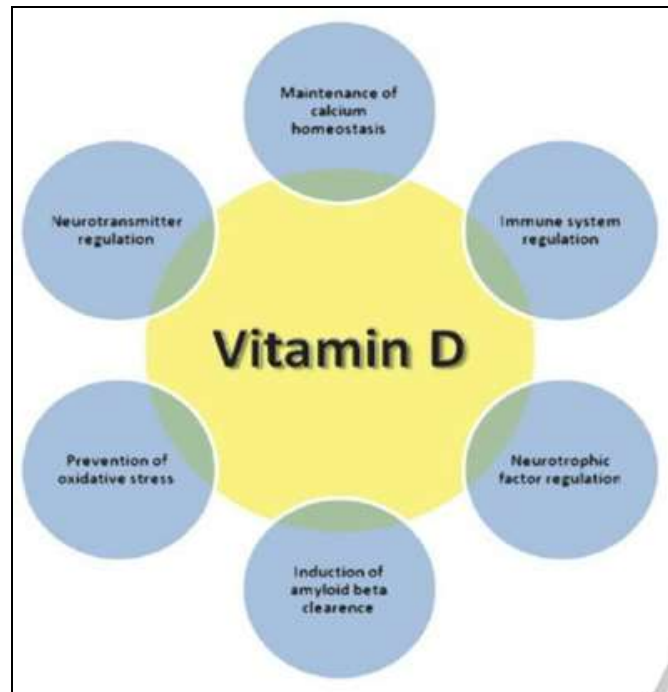 Maintenance of
calcium
homeostasis
Neurotransmitter
regulation
Immune system
regulation
Vitamin D
Prevention of
oxidative stress
Neurotrophic
factor regulation
Induction of
amyloid beta
clearence